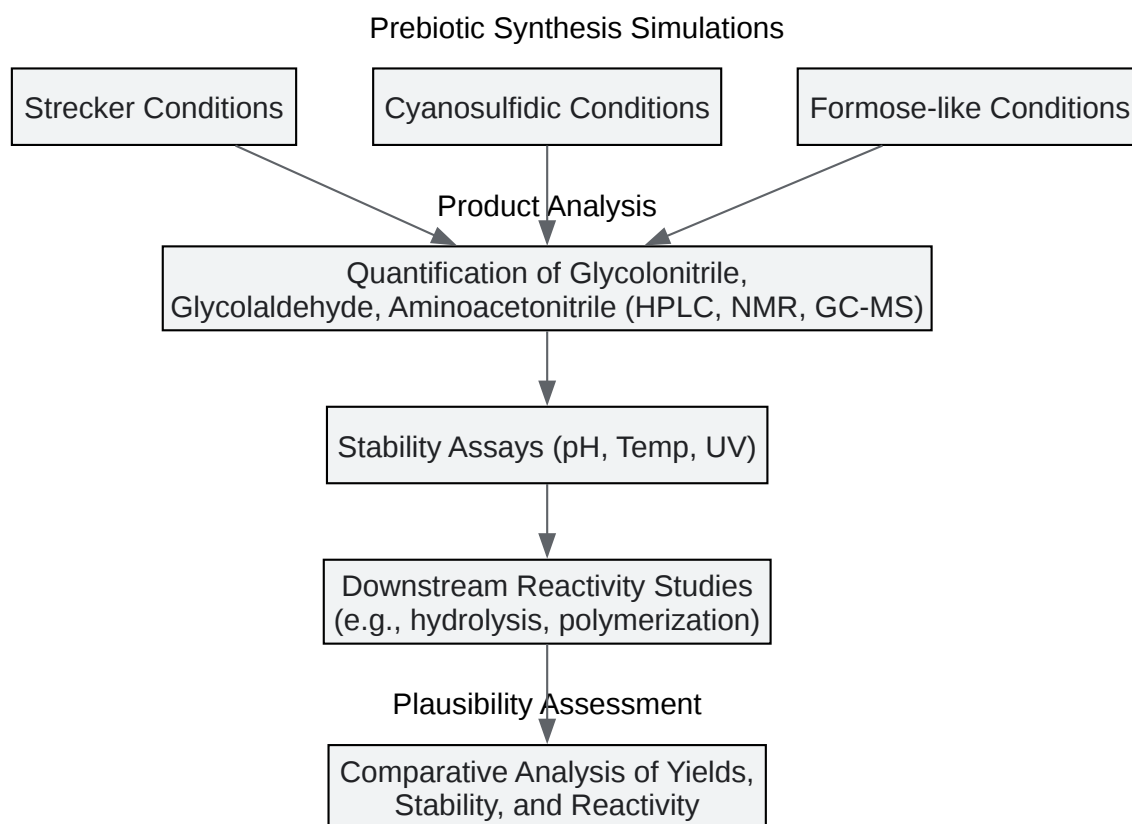 Prebiotic Synthesis Simulations
Strecker Conditions
Cyanosulfidic Conditions
Formose-like Conditions
Product Analysis
Quantification of Glycolonitrile,
Glycolaldehyde, Aminoacetonitrile (HPLC, NMR, GC-MS)
Stability Assays (pH, Temp, UV)
Downstream Reactivity Studies
(e.g., hydrolysis, polymerization)
Plausibility Assessment
Comparative Analysis of Yields,
Stability, and Reactivity